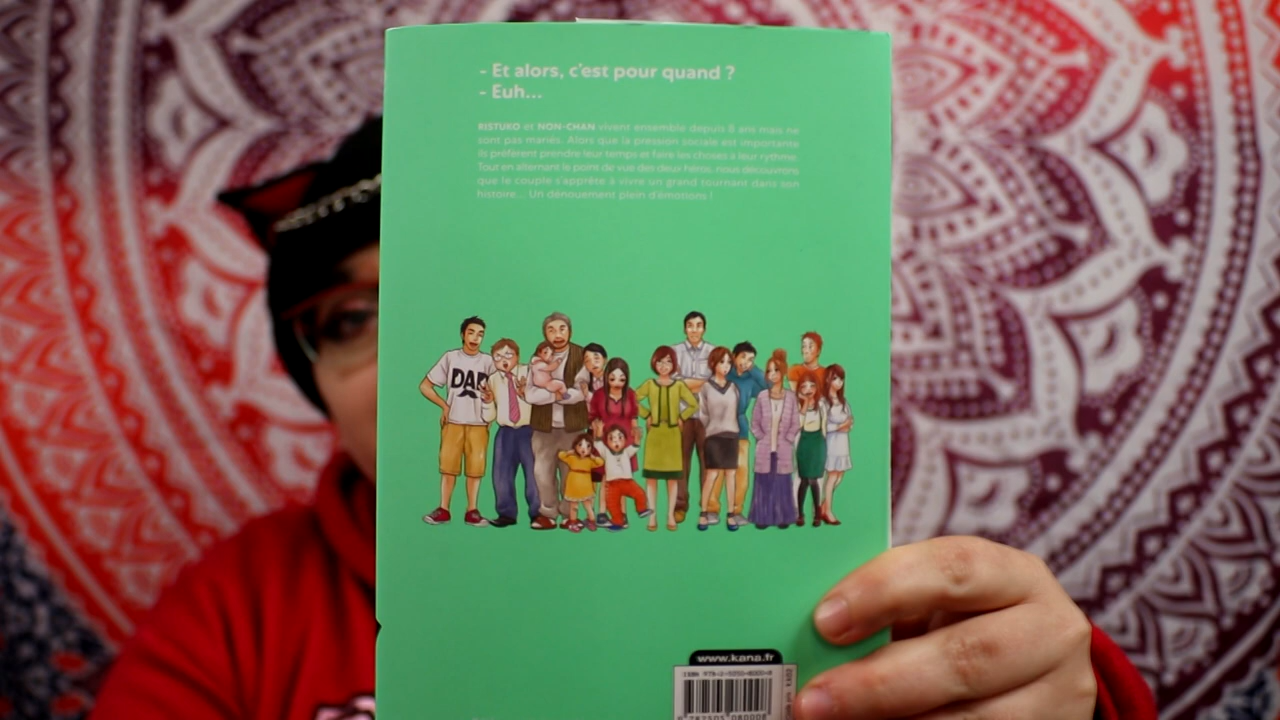 - Et alors, c'est pour quand ?
- Euh...
RISTUKO et NON-CHAN vivent ensemble depuis 8 ans mais ne
sont pas mariés. Alors que la pression sociale est importante
ils préfèrent prendre leur temps et faire les choses à leur rythme.
Tout en alternant le point de vue des deux héros, nous découvrons
que le couple s'apprête à vivre un grand tournant dans son
histoire... Un dénouement plein d'émotions !
DAD
www.kana.fr
ISBN